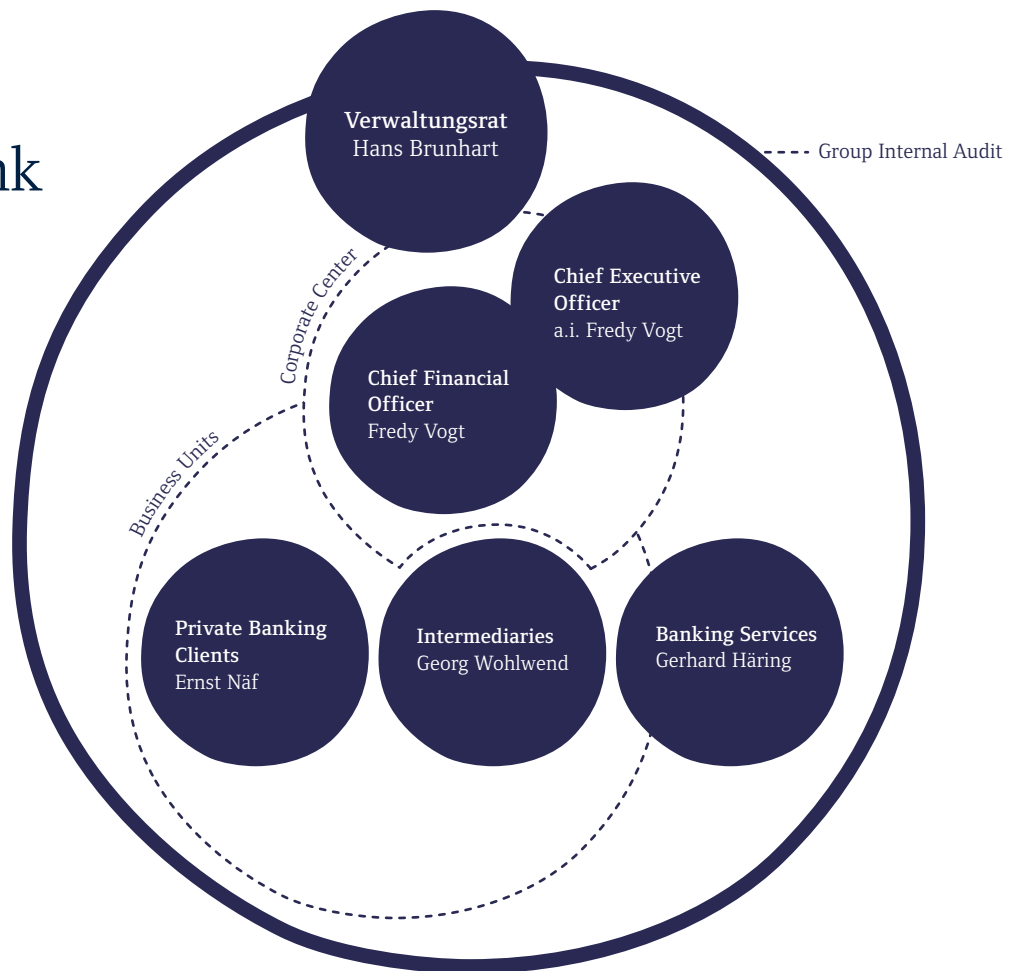 Verwaltungsrat
Hans Brunhart
Group Internal Audit
Corporate Center
Chief Executive
Officer
a.i. Fredy Vogt
Chief Financial
Officer
Fredy Vogt
Business Units
Private Banking
Clients
Ernst Näf
Intermediaries
Georg Wohlwend
Banking Services
Gerhard Häring